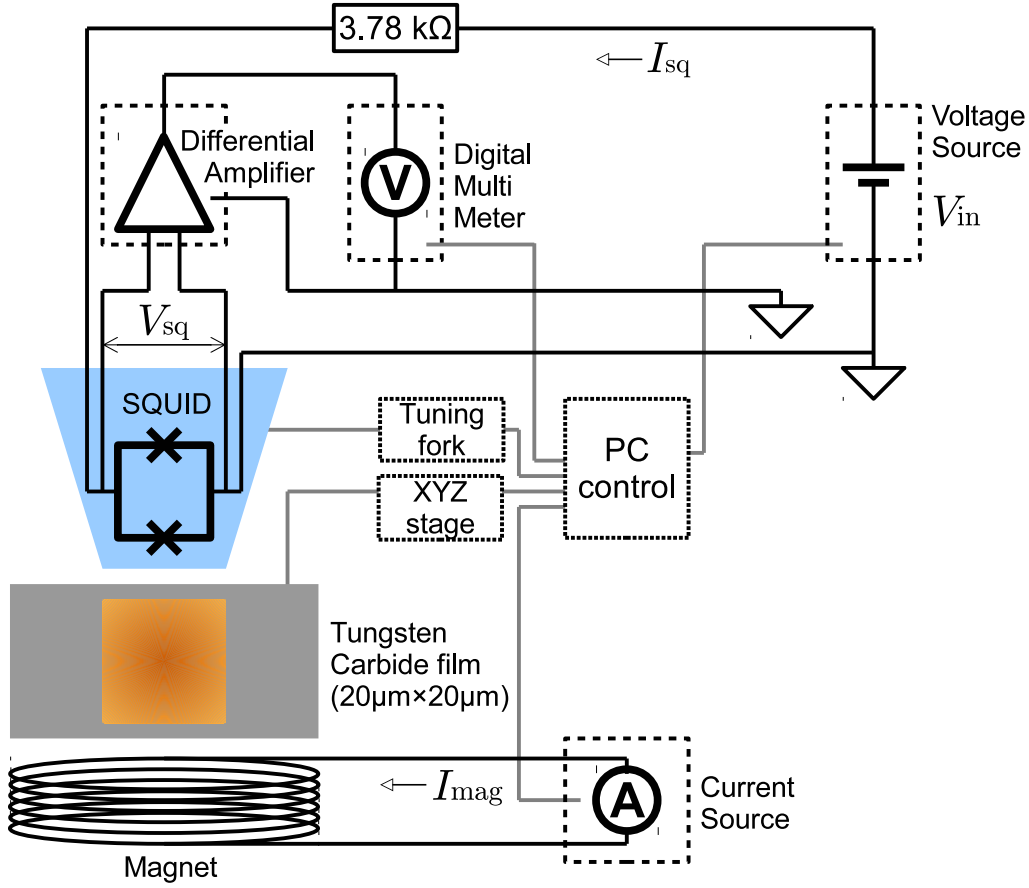 3.78 kΩ
I_sq
Differential
Amplifier
V
Digital
Multi
Meter
Voltage
Source
V_in
V_sq
SQUID
Tuning
fork
XYZ
stage
PC
control
Tungsten
Carbide film
(20µm×20µm)
I_mag
A
Current
Source
Magnet